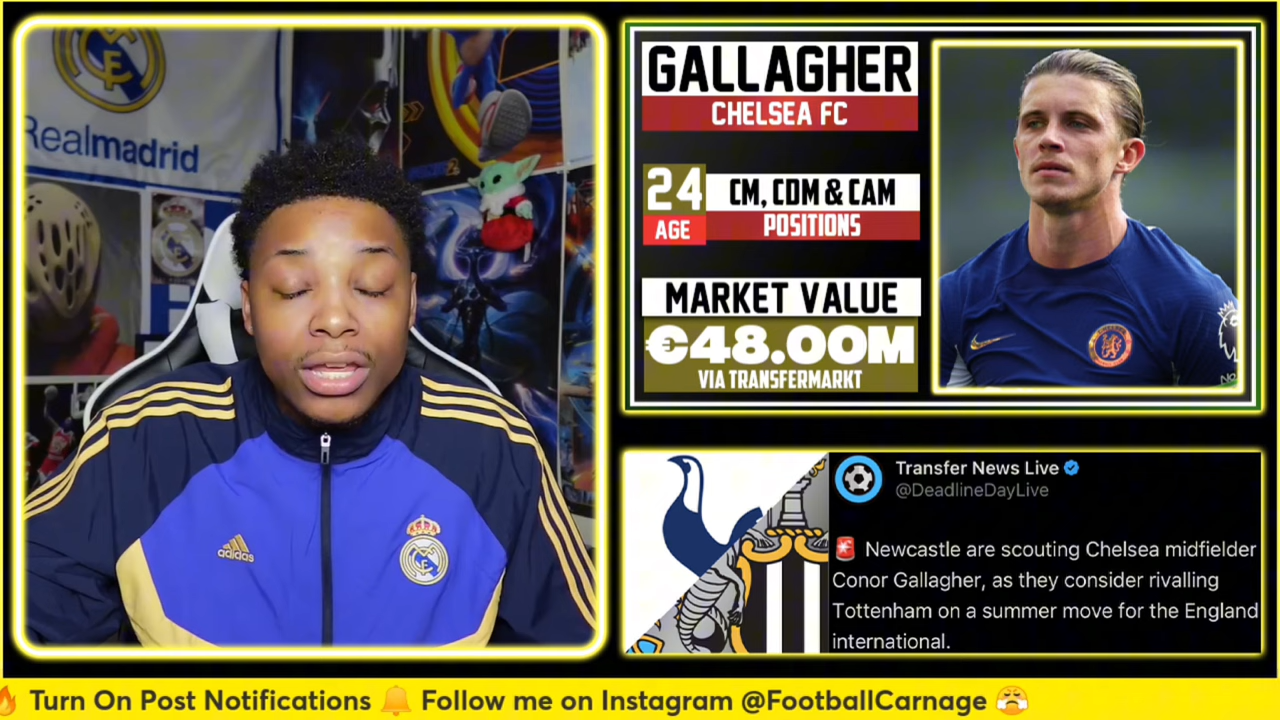 Realmadrid
adidas
GALLAGHER
CHELSEA FC
24
AGE
CM, CDM & CAM
POSITIONS
MARKET VALUE
€48.00M
VIA TRANSFERMARKT
Transfer News Live
@DeadlineDayLive
🚨 Newcastle are scouting Chelsea midfielder
Conor Gallagher, as they consider rivalling
Tottenham on a summer move for the England
international.
🔥 Turn On Post Notifications 🔔 Follow me on Instagram @FootballCarnage 😤